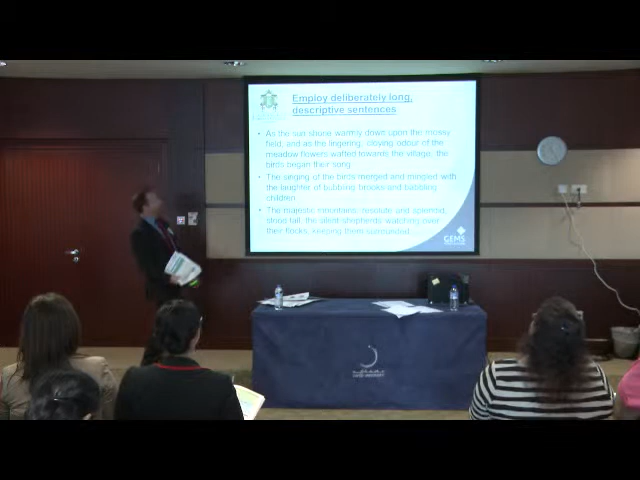 Employ deliberately long,
descriptive sentences
As the sun shone warmly down upon the mossy
field, and as the lingering, cloying odour of the
meadow flowers wafted towards the village, the
birds began their song.
The singing of the birds merged and mingled with
the laughter of bubbling brooks and babbling
children.
The majestic mountains, resolute and
stood tall, the silent shepherds watching over
their flocks, keeping them surrounded.
GEMS